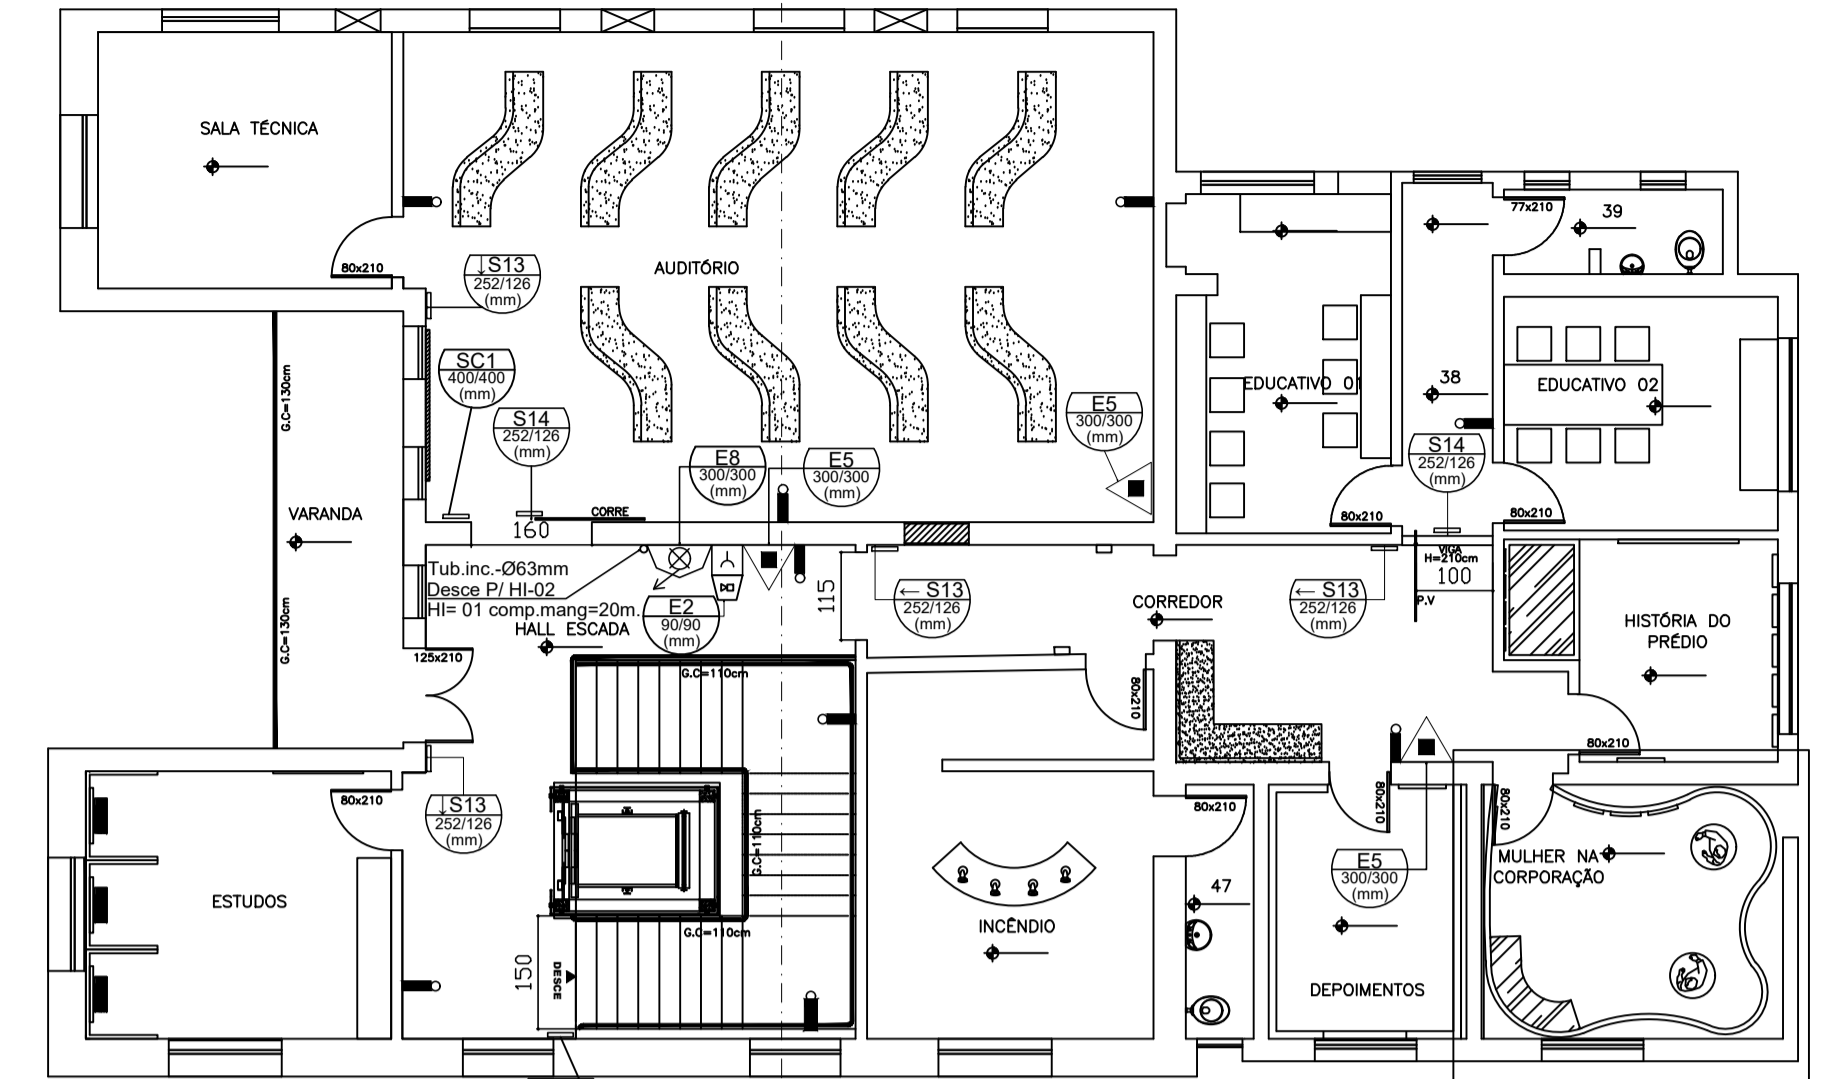 SALA TÉCNICA
80x210
↓S13
252/126
(mm)
AUDITÓRIO
77x210
39
G.C=130cm
SC1
400/400
(mm)
S14
252/126
(mm)
E8
300/300
(mm)
E5
300/300
(mm)
E5
300/300
(mm)
EDUCATIVO 01
38
EDUCATIVO 02
S14
252/126
(mm)
80x210
80x210
VARANDA
CORRE
160
Tub.inc.-Ø63mm
Desce P/ HI-02
HI= 01 comp.mang=20m.
HALL ESCADA
E2
90/90
(mm)
115
← S13
252/126
(mm)
CORREDOR
← S13
252/126
(mm)
VIGA
H=210cm
100
P.V
HISTÓRIA DO
PRÉDIO
G.C=130cm
125x210
G.C=110cm
80x210
80x210
80x210
↓S13
252/126
(mm)
G.C=110cm
80x210
80x210
80x210
MULHER NA
CORPORAÇÃO
E5
300/300
(mm)
47
ESTUDOS
INCÊNDIO
G.C=110cm
150
DESCE
DEPOIMENTOS